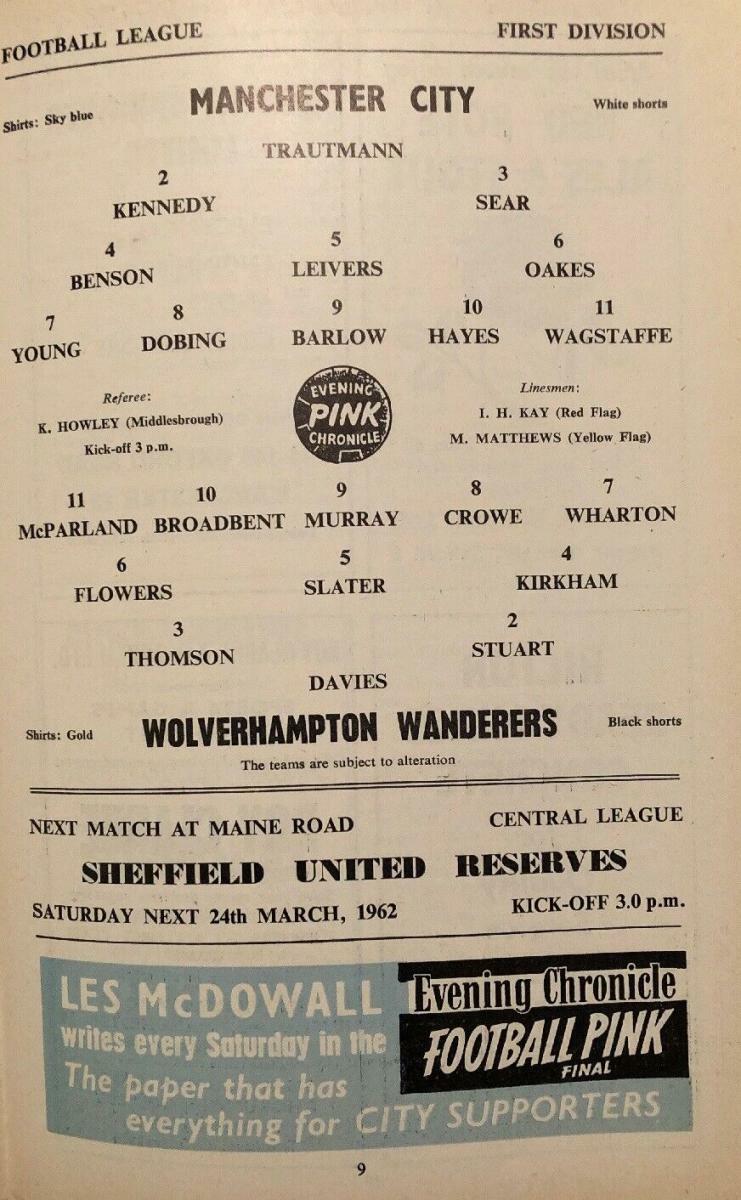 FOOTBALL LEAGUE FIRST DIVISION
Shirts: Sky blue MANCHESTER CITY White shorts
TRAUTMANN
2 3
KENNEDY SEAR
4 5 6
BENSON LEIVERS OAKES
7 8 9 10 11
YOUNG DOBING BARLOW HAYES WAGSTAFFE
Referee:
K. HOWLEY (Middlesbrough)
Kick-off 3 p.m.
EVENING
PINK
CHRONICLE
Linesmen:
I. H. KAY (Red Flag)
M. MATTHEWS (Yellow Flag)
11 10 9 8 7
McPARLAND BROADBENT MURRAY CROWE WHARTON
6 5 4
FLOWERS SLATER KIRKHAM
3 2
THOMSON STUART
DAVIES
Shirts: Gold WOLVERHAMPTON WANDERERS Black shorts
The teams are subject to alteration
NEXT MATCH AT MAINE ROAD CENTRAL LEAGUE
SHEFFIELD UNITED RESERVES
SATURDAY NEXT 24th MARCH, 1962 KICK-OFF 3.0 p.m.
LES McDOWALL
writes every Saturday in the
Evening Chronicle
FOOTBALL PINK
FINAL
The paper that has
everything for CITY SUPPORTERS
9